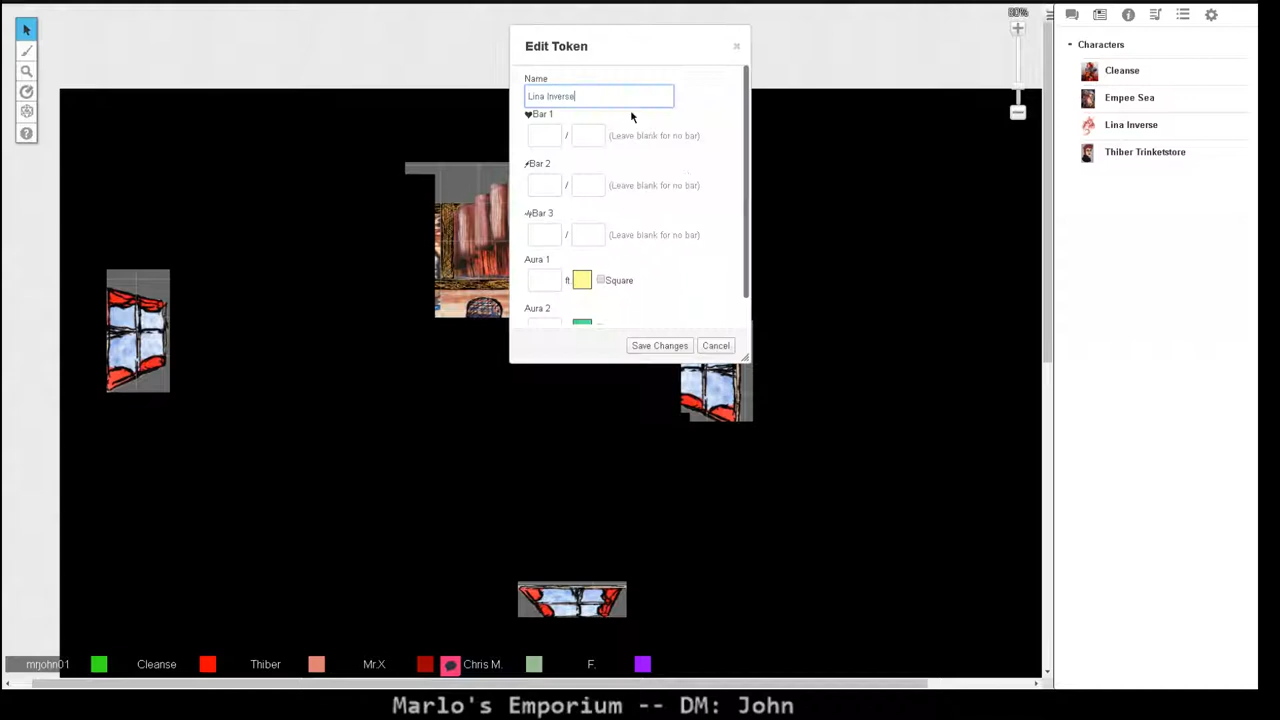 80%
Edit Token
×
Name
Lina Inverse
Bar 1
/ (Leave blank for no bar)
Bar 2
/ (Leave blank for no bar)
Bar 3
/ (Leave blank for no bar)
Aura 1
ft. Square
Aura 2
Save Changes Cancel
Characters
Cleanse
Empee Sea
Lina Inverse
Thiber Trinketstore
mrjohn01 Cleanse Thiber Mr.X Chris M. F.
Marlo's Emporium -- DM: John